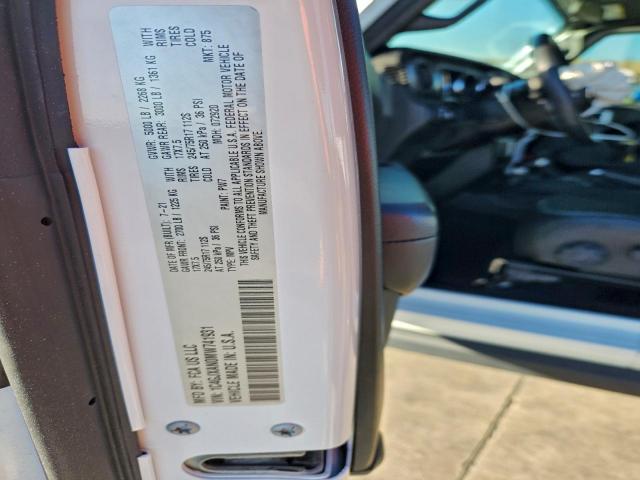 MFD BY: FCA US LLC
DATE OF MFR (MAULT): 7-21
GVWR: 5000 LB / 2268 KG
GAWR FRONT: 2700 LB / 1225 KG WITH
GAWR REAR: 3000 LB / 1361 KG WITH
17X7.5 RIMS
17X7.5 RIMS
245/75R17 112S TIRES
245/75R17 112S TIRES
AT 250 kPa / 36 PSI COLD
AT 250 kPa / 36 PSI COLD
VIN: 1C4GJXAN0MW741931
TYPE: MPV
PAINT: PW7
MDH: 072920
MKT: 875
VEHICLE MADE IN: U.S.A.
VEHICLE CONFORMS TO ALL APPLICABLE U.S.A. FEDERAL MOTOR VEHICLE
SAFETY AND THEFT PREVENTION STANDARDS IN EFFECT ON THE DATE OF
MANUFACTURE SHOWN ABOVE.